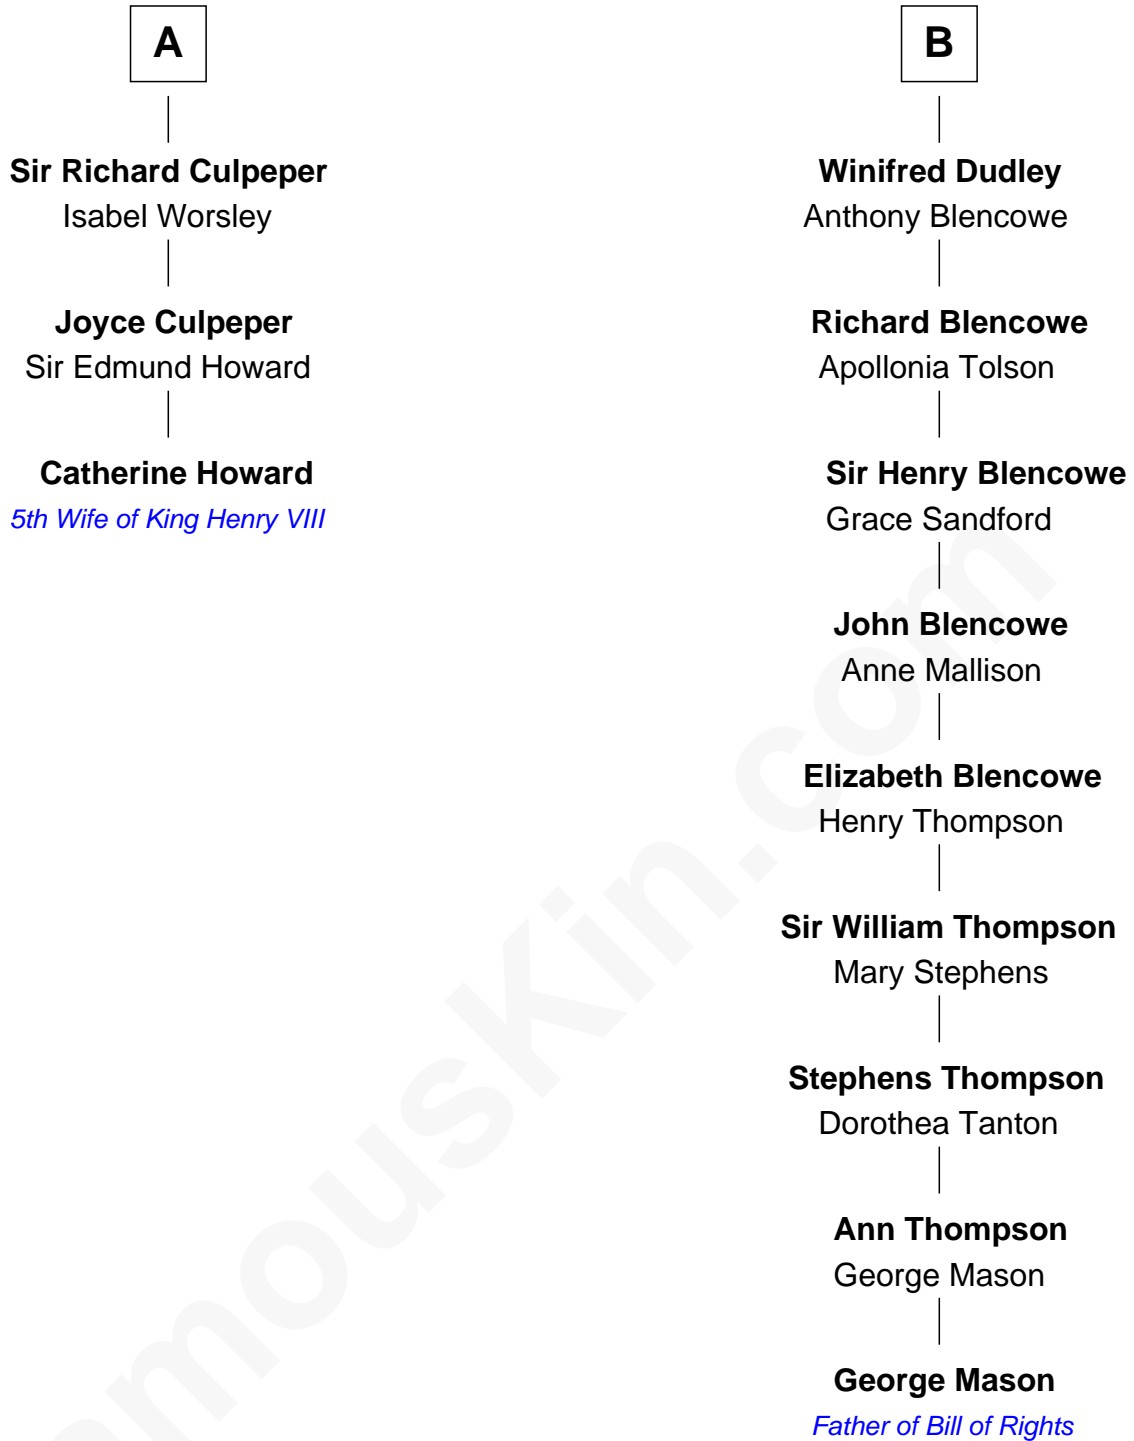 A
Sir Richard Culpeper
Isabel Worsley
Joyce Culpeper
Sir Edmund Howard
Catherine Howard
5th Wife of King Henry VIII
B
Winifred Dudley
Anthony Blencowe
Richard Blencowe
Apollonia Tolson
Sir Henry Blencowe
Grace Sandford
John Blencowe
Anne Mallison
Elizabeth Blencowe
Henry Thompson
Sir William Thompson
Mary Stephens
Stephens Thompson
Dorothea Tanton
Ann Thompson
George Mason
George Mason
Father of Bill of Rights
amousKin.com